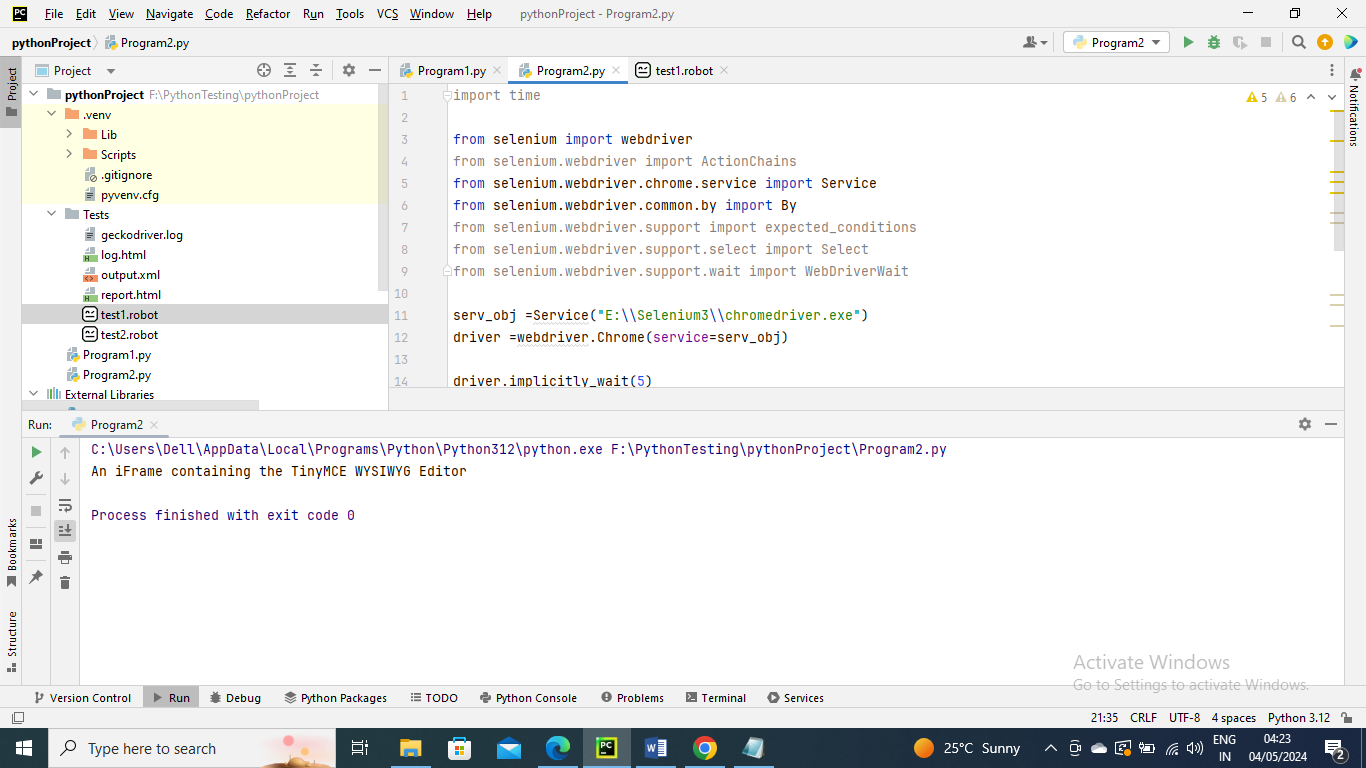 PC File Edit View Navigate Code Refactor Run Tools VCS Window Help pythonProject - Program2.py
pythonProject Program2.py Program2
Project
Project
Program1.py Program2.py test1.robot
Notifications
pythonProject F:\PythonTesting\pythonProject
.venv
Lib
Scripts
.gitignore
pyvenv.cfg
Tests
geckodriver.log
log.html
output.xml
report.html
test1.robot
test2.robot
Program1.py
Program2.py
External Libraries
5 6
1 import time
2
3 from selenium import webdriver
4 from selenium.webdriver import ActionChains
5 from selenium.webdriver.chrome.service import Service
6 from selenium.webdriver.common.by import By
7 from selenium.webdriver.support import expected_conditions
8 from selenium.webdriver.support.select import Select
9 from selenium.webdriver.support.wait import WebDriverWait
10
11 serv_obj =Service("E:\\Selenium3\\chromedriver.exe")
12 driver =webdriver.Chrome(service=serv_obj)
13
14 driver.implicitly_wait(5)
Run: Program2
C:\Users\Dell\AppData\Local\Programs\Python\Python312\python.exe F:\PythonTesting\pythonProject\Program2.py
An iFrame containing the TinyMCE WYSIWYG Editor
Process finished with exit code 0
Bookmarks
Structure
Activate Windows
Go to Settings to activate Windows.
Version Control Run Debug Python Packages TODO Python Console Problems Terminal Services
21:35 CRLF UTF-8 4 spaces Python 3.12
Type here to search
PC
25°C Sunny
ENG
IN
04:23
04/05/2024
2